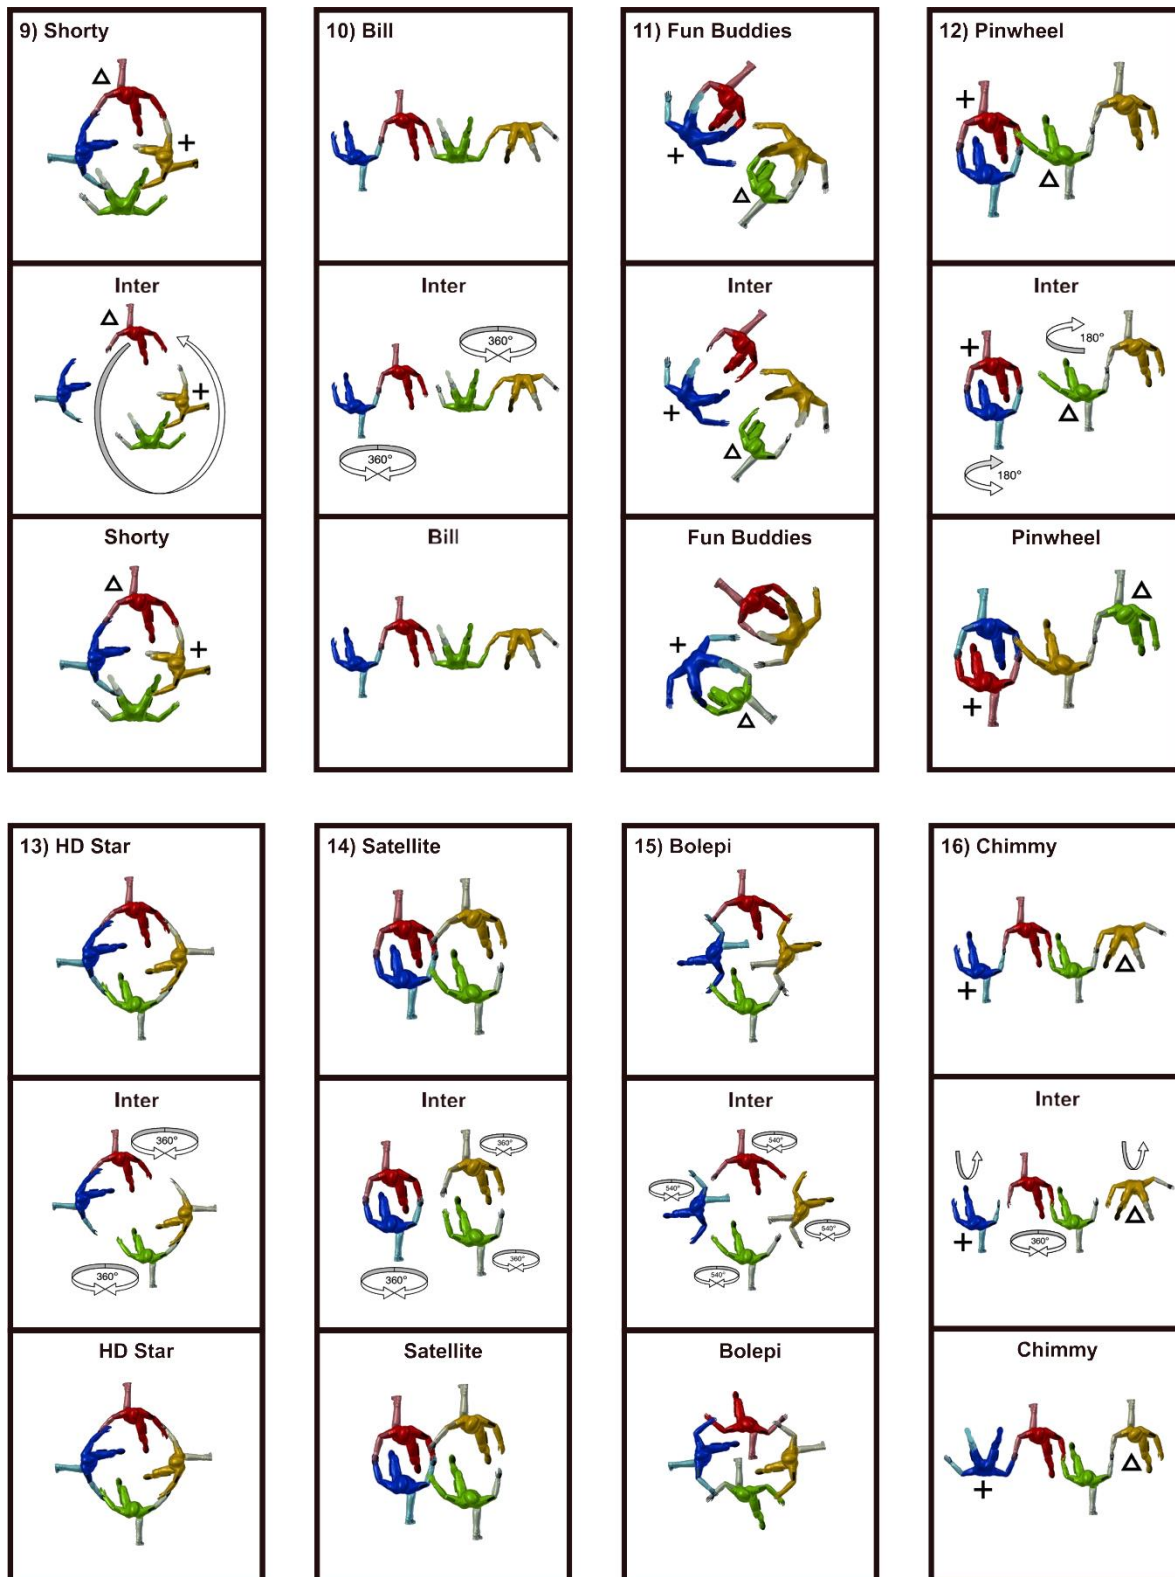 9) Shorty
Δ
+
Inter
Δ
+
Shorty
Δ
+
10) Bill
Inter
360°
360°
Bill
11) Fun Buddies
+
Δ
Inter
+
Δ
Fun Buddies
+
Δ
12) Pinwheel
+
Δ
Inter
+
180°
Δ
180°
Pinwheel
Δ
+
13) HD Star
Inter
360°
360°
HD Star
14) Satellite
Inter
360°
360°
360°
Satellite
15) Bolepi
Inter
540°
540°
540°
540°
Bolepi
16) Chimmy
+
Δ
Inter
+
360°
Δ
Chimmy
+
Δ